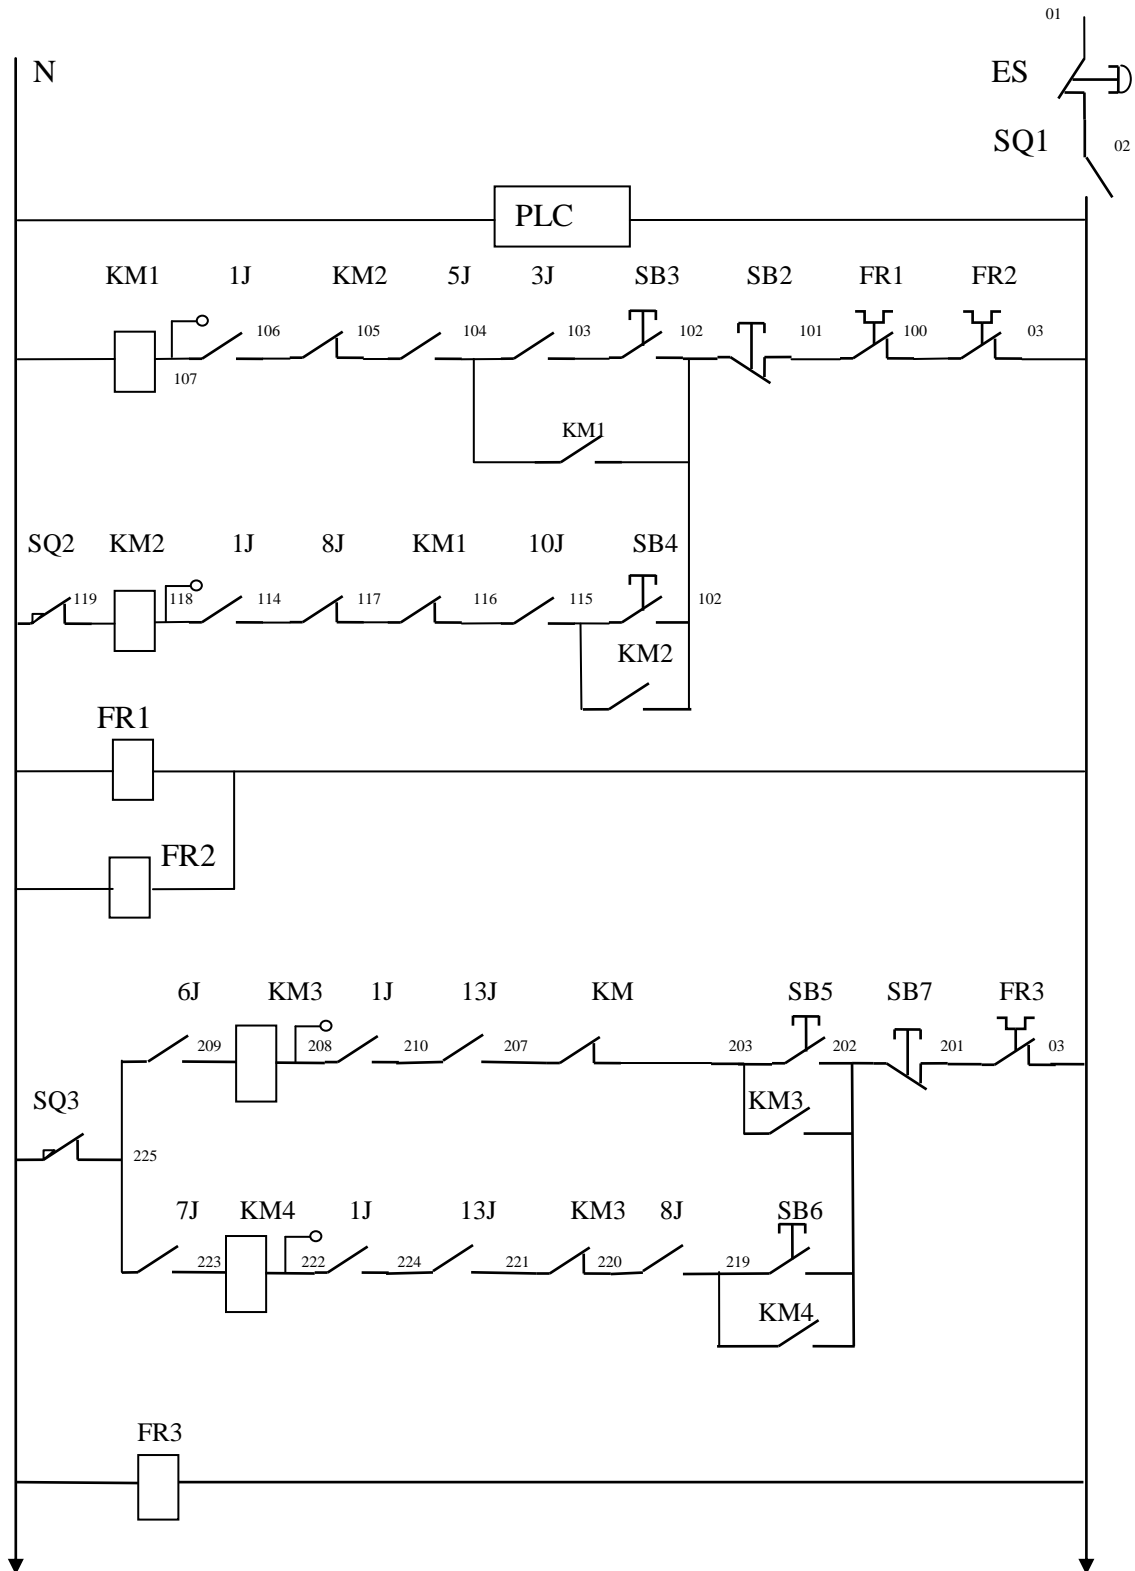 01
N
ES
SQ1 02
PLC
KM1 1J KM2 5J 3J SB3 SB2 FR1 FR2
106 105 104 103 102 101 100 03
107
KM1
SQ2 KM2 1J 8J KM1 10J SB4
119 118 114 117 116 115 102
KM2
FR1
FR2
6J KM3 1J 13J KM SB5 SB7 FR3
209 208 210 207 203 202 201 03
SQ3 KM3
225
7J KM4 1J 13J KM3 8J SB6
223 222 224 221 220 219
KM4
FR3